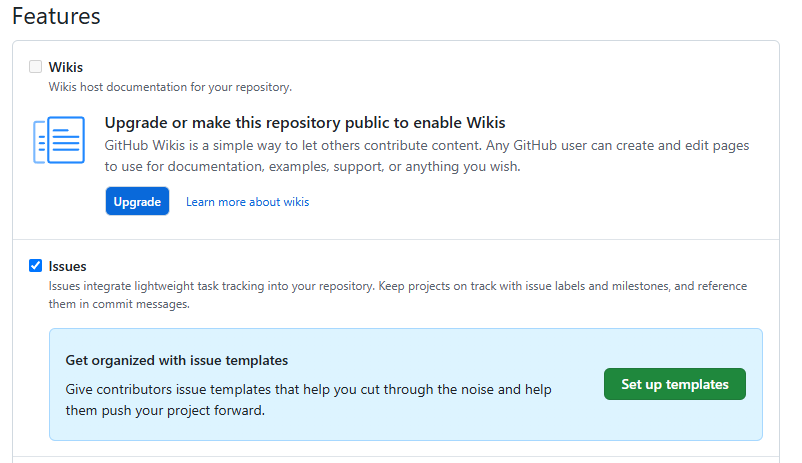 Features
Wikis
Wikis host documentation for your repository.
Upgrade or make this repository public to enable Wikis
GitHub Wikis is a simple way to let others contribute content. Any GitHub user can create and edit pages
to use for documentation, examples, support, or anything you wish.
Upgrade Learn more about wikis
Issues
Issues integrate lightweight task tracking into your repository. Keep projects on track with issue labels and milestones, and reference
them in commit messages.
Get organized with issue templates
Give contributors issue templates that help you cut through the noise and help
them push your project forward.
Set up templates